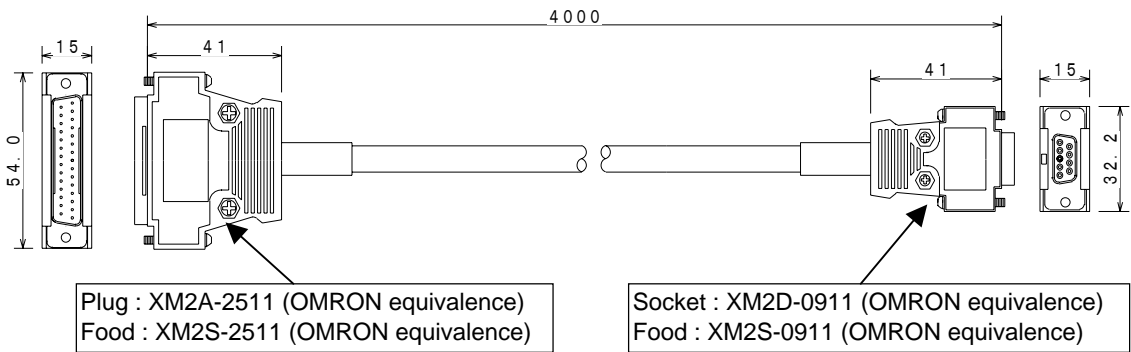 4000
15
41
41
15
54.0
32.2
Plug : XM2A-2511 (OMRON equivalence)
Food : XM2S-2511 (OMRON equivalence)
Socket : XM2D-0911 (OMRON equivalence)
Food : XM2S-0911 (OMRON equivalence)